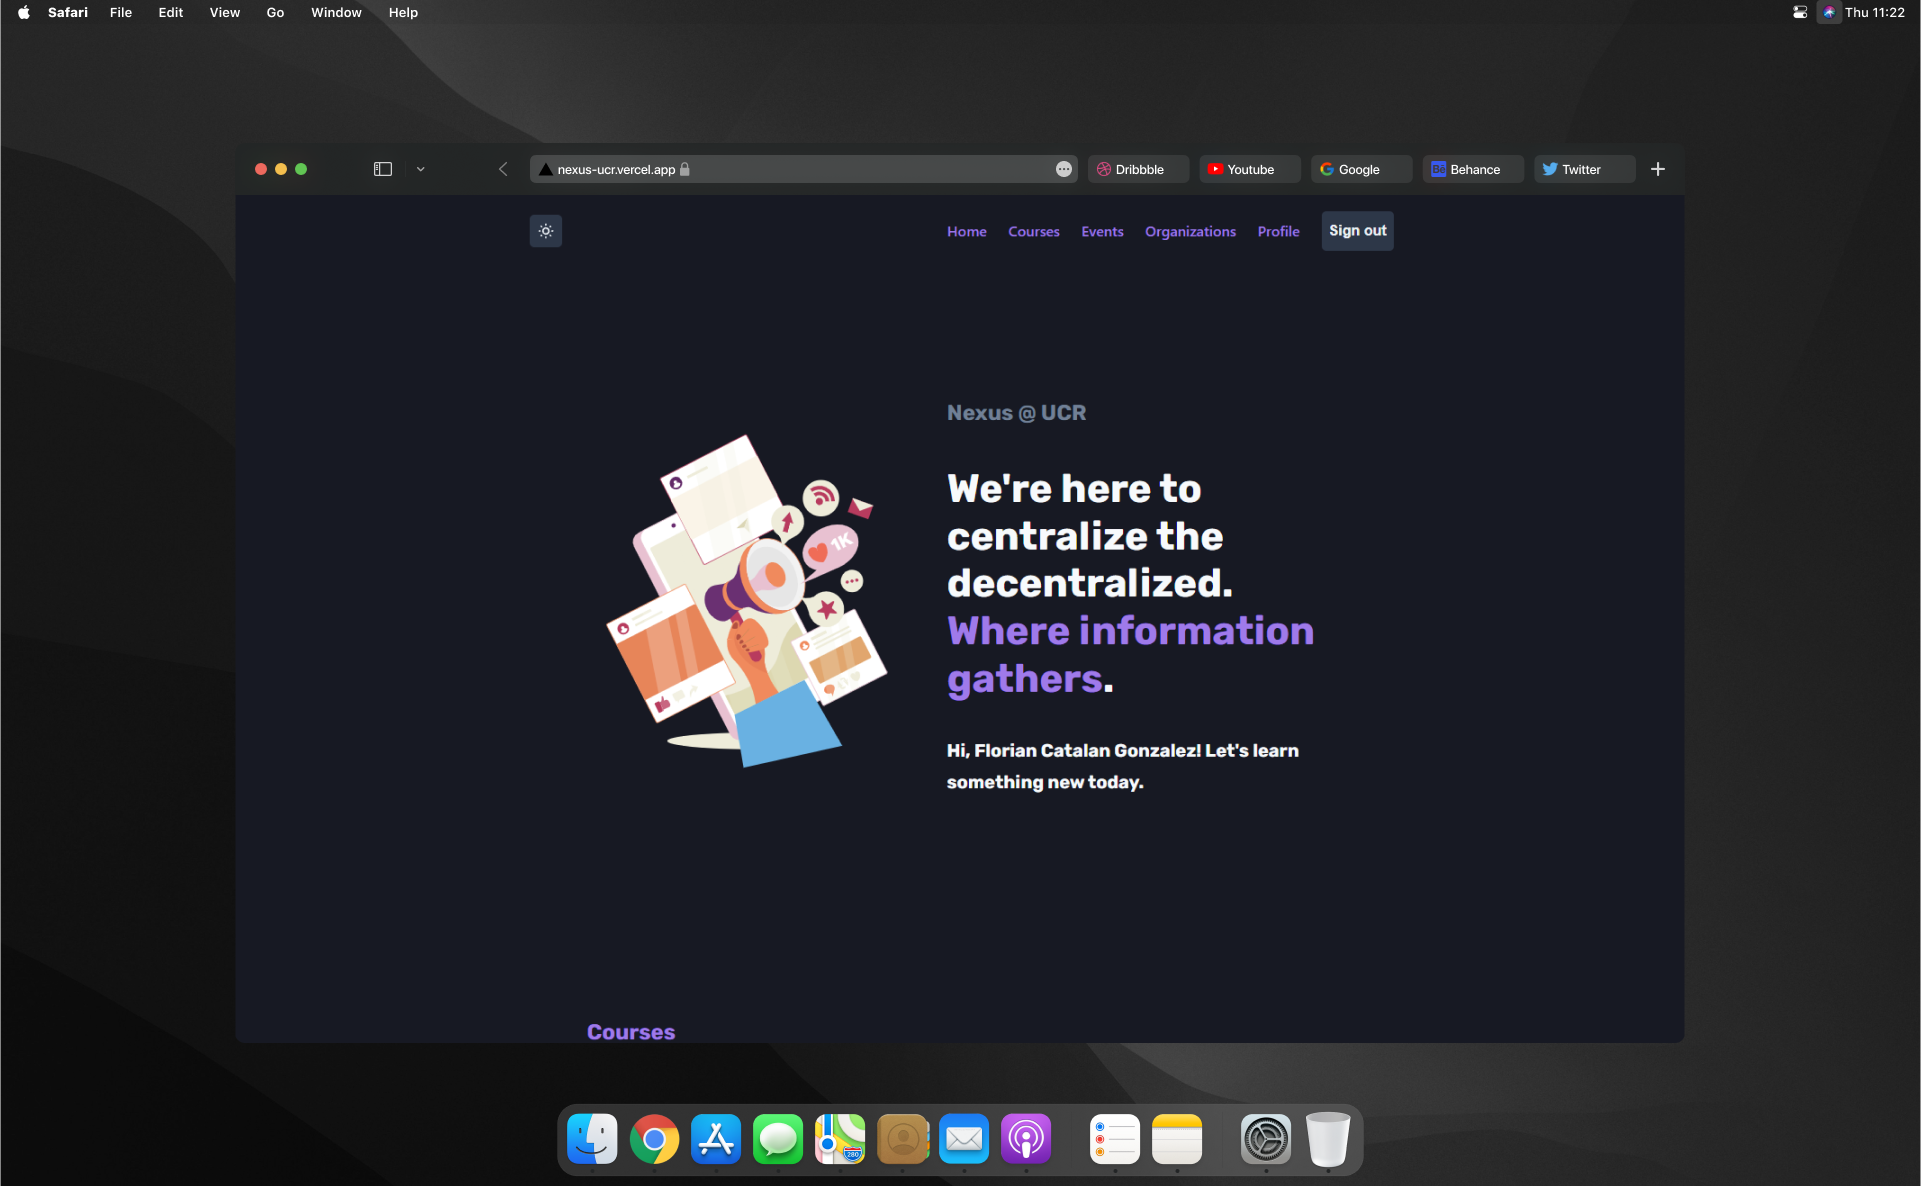 Safari File Edit View Go Window Help Thu 11:22
nexus-ucr.vercel.app Dribbble Youtube Google Behance Twitter
Home Courses Events Organizations Profile Sign out
Nexus @ UCR
We're here to
centralize the
decentralized.
Where information
gathers.
Hi, Florian Catalan Gonzalez! Let's learn
something new today.
1K
Courses
280